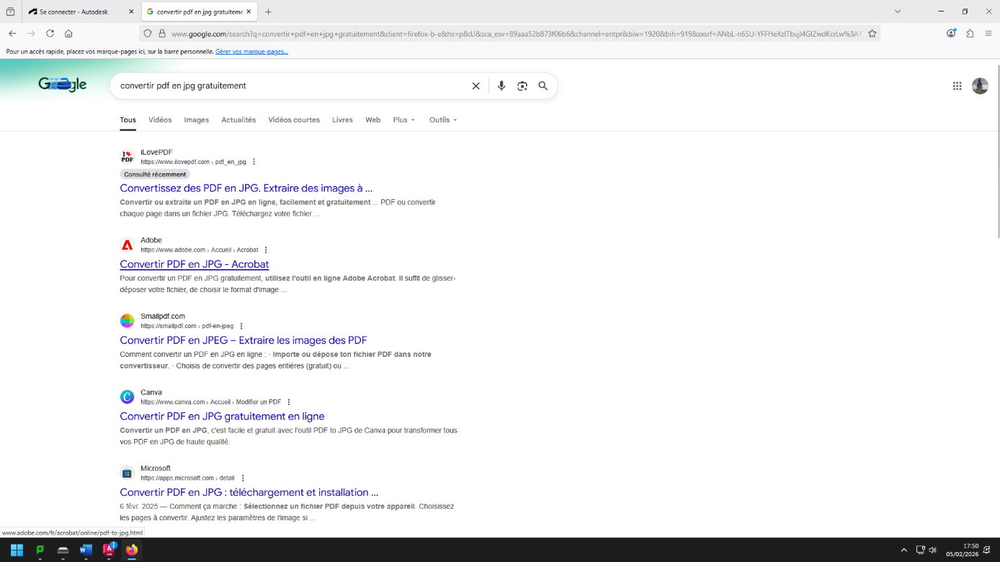 Se connecter - Autodesk
convertir pdf en jpg gratuiteme
www.google.com/search?q=convertir+pdf+en+jpg+gratuitement&client=firefox-b-e&hs=p8cU&sca_esv=89aaa52b873f06b6&channel=entpr&biw=1920&bih=919&sxsrf=
Pour un accès rapide, placez vos marque-pages ici, sur la barre personnelle. Gérer vos marque-pages...
Google
convertir pdf en jpg gratuitement
Tous Vidéos Images Actualités Vidéos courtes Livres Web Plus Outils
I PDF
iLovePDF
https://www.ilovepdf.com › pdf_en_jpg
Consulté récemment
Convertissez des PDF en JPG. Extraire des images à ...
Convertir ou extraite un PDF en JPG en ligne, facilement et gratuitement ... PDF ou convertir
chaque page dans un fichier JPG. Téléchargez votre fichier ...
Adobe
https://www.adobe.com › Accueil › Acrobat
Convertir PDF en JPG - Acrobat
Pour convertir un PDF en JPG gratuitement, utilisez l'outil en ligne Adobe Acrobat. Il suffit de glisser-
déposer votre fichier, de choisir le format d'image ...
Smallpdf.com
https://smallpdf.com › pdf-en-jpeg
Convertir PDF en JPEG – Extraire les images des PDF
Comment convertir un PDF en JPG en ligne : · Importe ou dépose ton fichier PDF dans notre
convertisseur. · Choisis de convertir des pages entières (gratuit) ou ...
Canva
https://www.canva.com › Accueil › Modifier un PDF
Convertir PDF en JPG gratuitement en ligne
Convertir un PDF en JPG, c'est facile et gratuit avec l'outil PDF to JPG de Canva pour transformer tous
vos PDF en JPG de haute qualité.
Microsoft
https://apps.microsoft.com › detail
Convertir PDF en JPG : téléchargement et installation ...
6 févr. 2025 — Comment ça marche : Sélectionnez un fichier PDF depuis votre appareil. Choisissez
les pages à convertir. Ajustez les paramètres de l'image si ...
www.adobe.com/fr/acrobat/online/pdf-to-jpg.html
17:50
05/02/2026